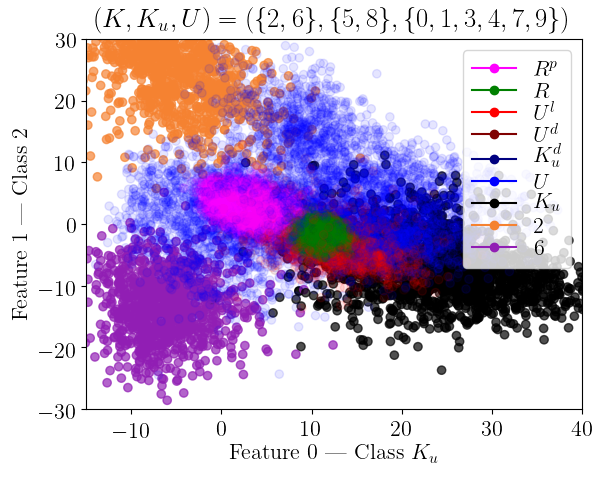 (K, K_u, U) = ({2, 6}, {5, 8}, {0, 1, 3, 4, 7, 9})
30
20
10
0
−10
−20
−30
Feature 1 — Class 2
R^p
R
U^l
U^d
K_u^d
U
K_u
2
6
−10
0
10
20
30
40
Feature 0 — Class K_u